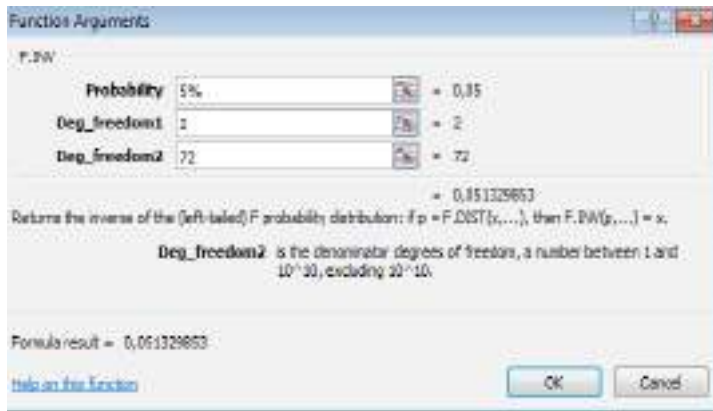 Function Arguments
F.INV
Probability 5% = 0,05
Deg_freedom1 2 = 2
Deg_freedom2 72 = 72
= 0,051329853
Returns the inverse of the (left-tailed) F probability distribution: if p = F.DIST(x,...), then F.INV(p,...) = x.
Deg_freedom2 is the denominator degrees of freedom, a number between 1 and
10^10, excluding 10^10.
Formula result = 0,051329853
Help on this function
OK Cancel